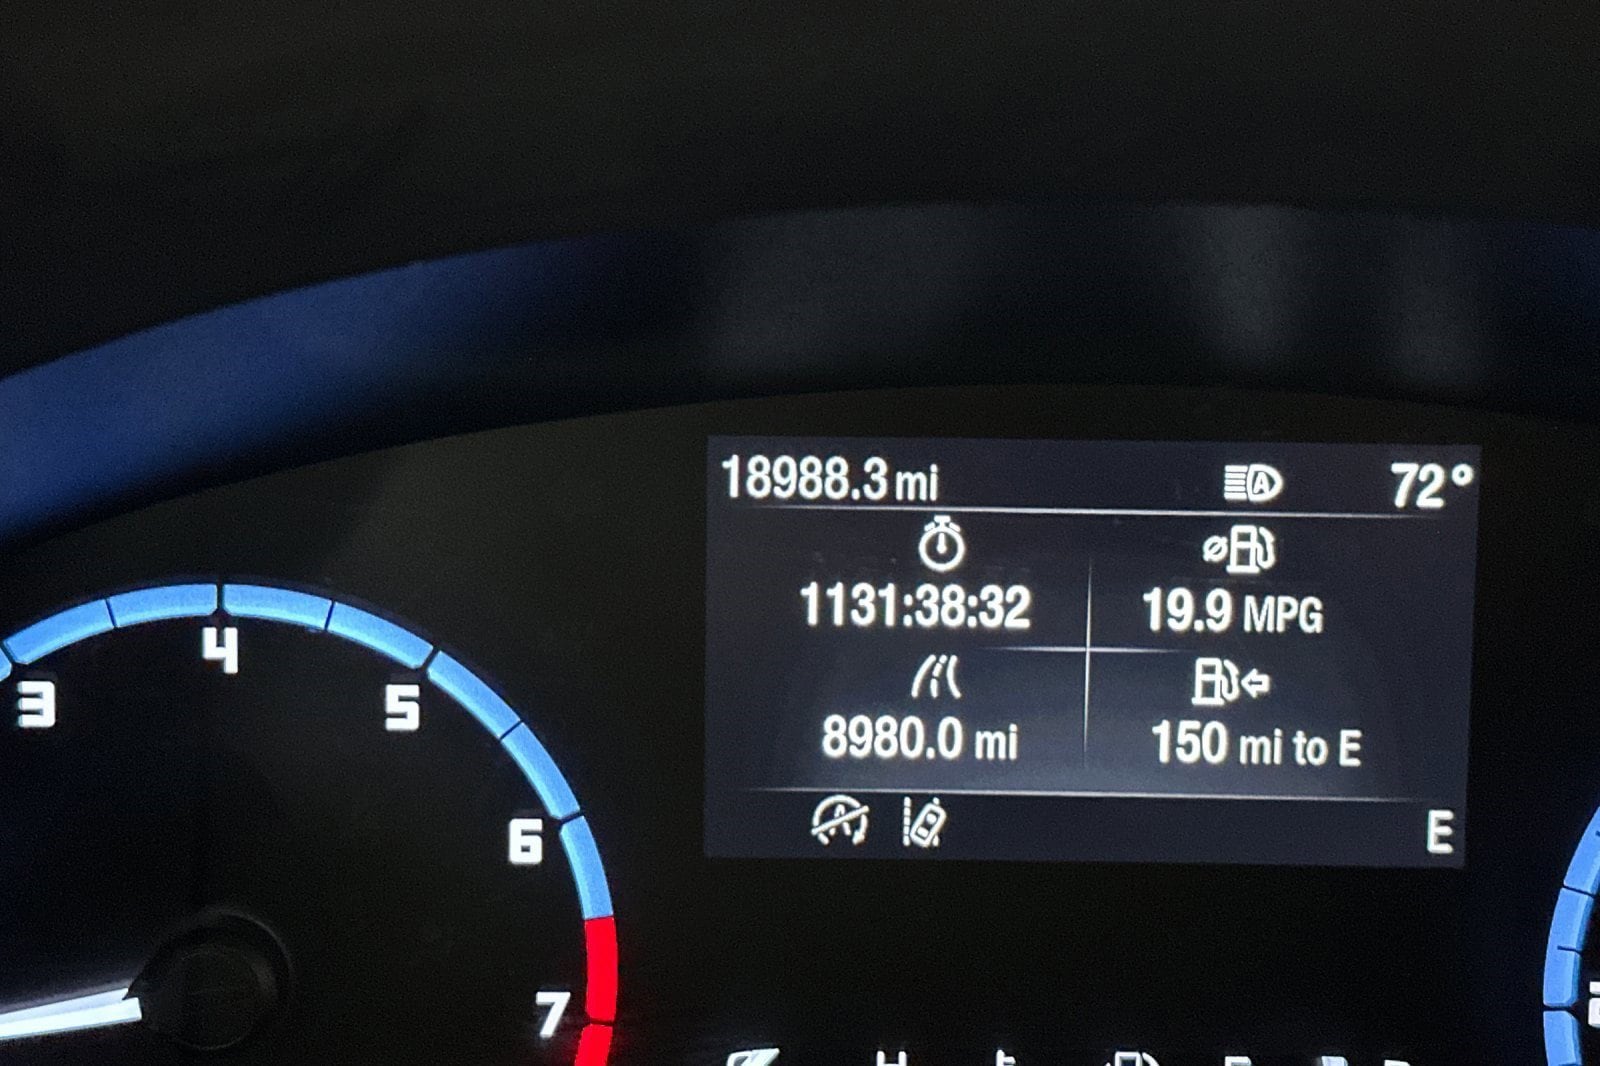 18988.3 mi A 72°
1131:38:32 19.9 MPG
8980.0 mi 150 mi to E
A E
3 4 5 6 7